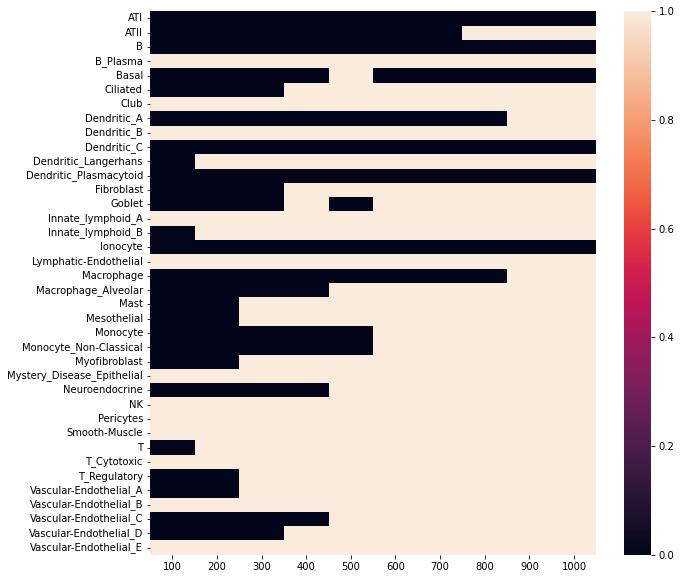 ATI
ATII
B
B_Plasma
Basal
Ciliated
Club
Dendritic_A
Dendritic_B
Dendritic_C
Dendritic_Langerhans
Dendritic_Plasmacytoid
Fibroblast
Goblet
Innate_lymphoid_A
Innate_lymphoid_B
Ionocyte
Lymphatic-Endothelial
Macrophage
Macrophage_Alveolar
Mast
Mesothelial
Monocyte
Monocyte_Non-Classical
Myofibroblast
Mystery_Disease_Epithelial
Neuroendocrine
NK
Pericytes
Smooth-Muscle
T
T_Cytotoxic
T_Regulatory
Vascular-Endothelial_A
Vascular-Endothelial_B
Vascular-Endothelial_C
Vascular-Endothelial_D
Vascular-Endothelial_E
100 200 300 400 500 600 700 800 900 1000
1.0
0.8
0.6
0.4
0.2
0.0